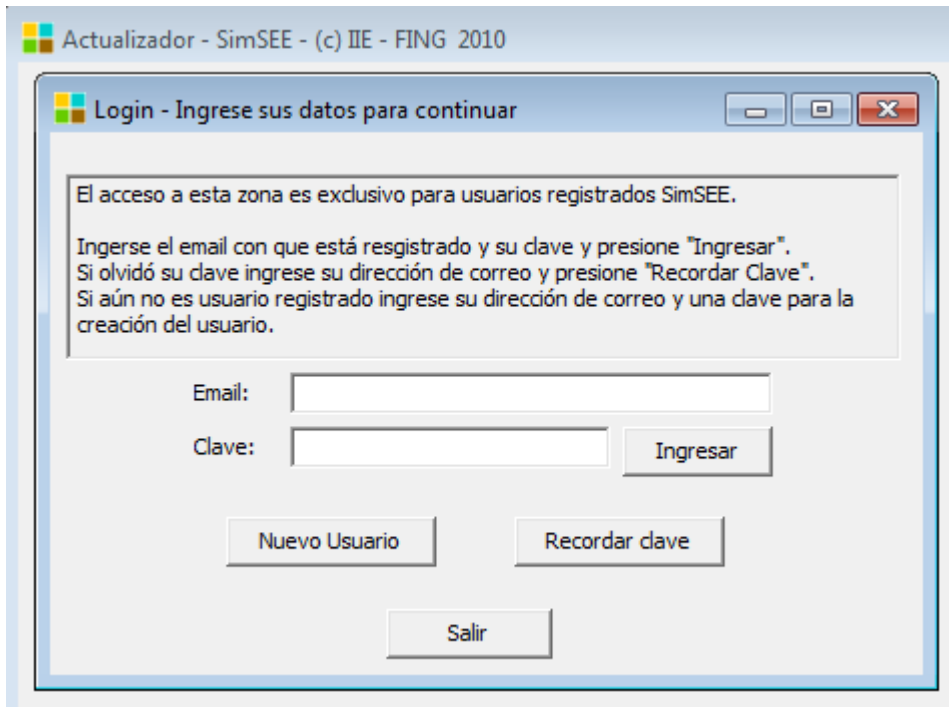 Actualizador - SimSEE - (c) IIE - FING  2010
Login - Ingrese sus datos para continuar
El acceso a esta zona es exclusivo para usuarios registrados SimSEE.
Ingerse el email con que está resgistrado y su clave y presione "Ingresar".
Si olvidó su clave ingrese su dirección de correo y presione "Recordar Clave".
Si aún no es usuario registrado ingrese su dirección de correo y una clave para la
creación del usuario.
Email:
Clave:
Ingresar
Nuevo Usuario
Recordar clave
Salir